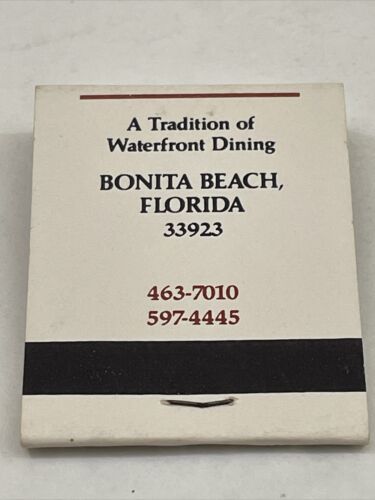 A Tradition of
Waterfront Dining
BONITA BEACH,
FLORIDA
33923
463-7010
597-4445